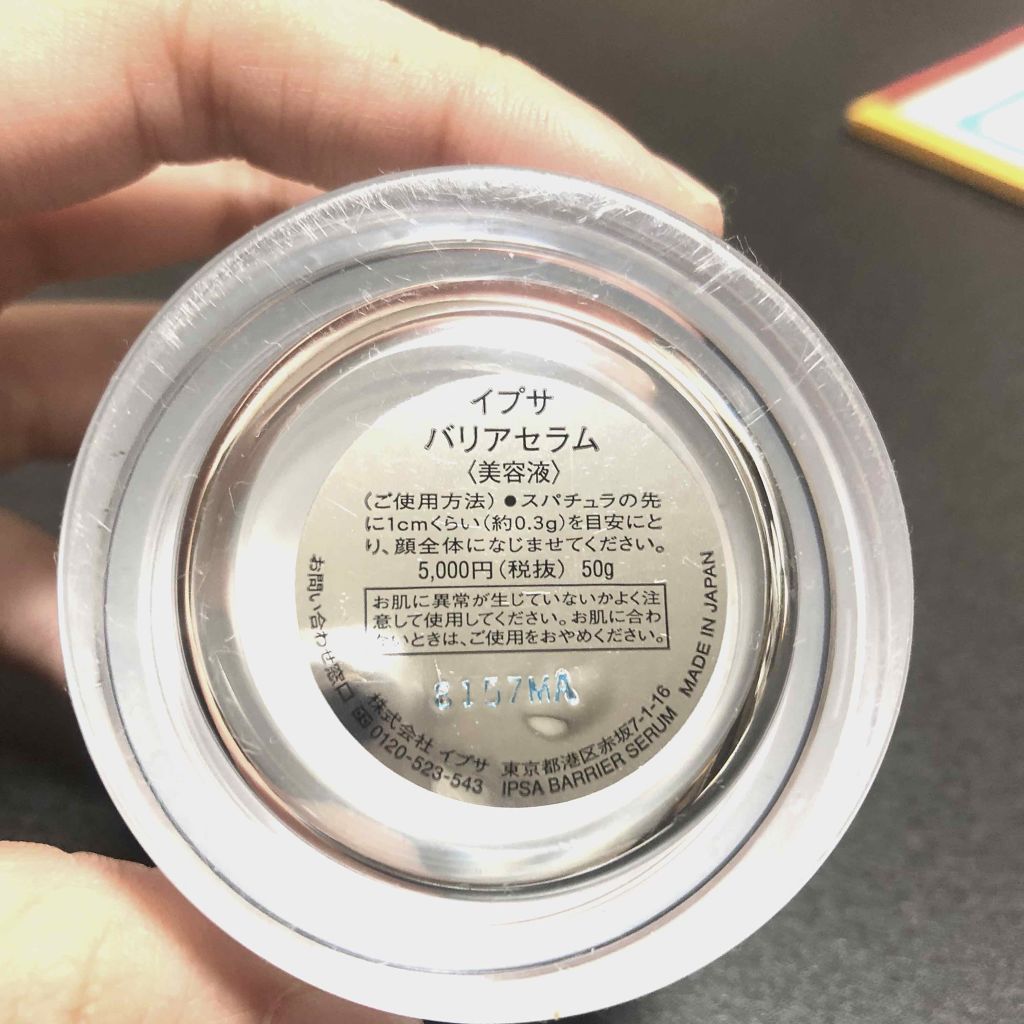 イプサ
バリアセラム
〈美容液〉
〈ご使用方法〉●スパチュラの先
に1cmくらい(約0.3g)を目安にと
り、顔全体になじませてください。
5,000円(税抜) 50g
お肌に異常が生じていないかよく注
意して使用してください。お肌に合わ
ないときは、ご使用をおやめください。
8157MA
株式会社 イプサ 東京都港区赤坂7-1-16
お問い合わせ窓口 0120-523-543 IPSA BARRIER SERUM MADE IN JAPAN